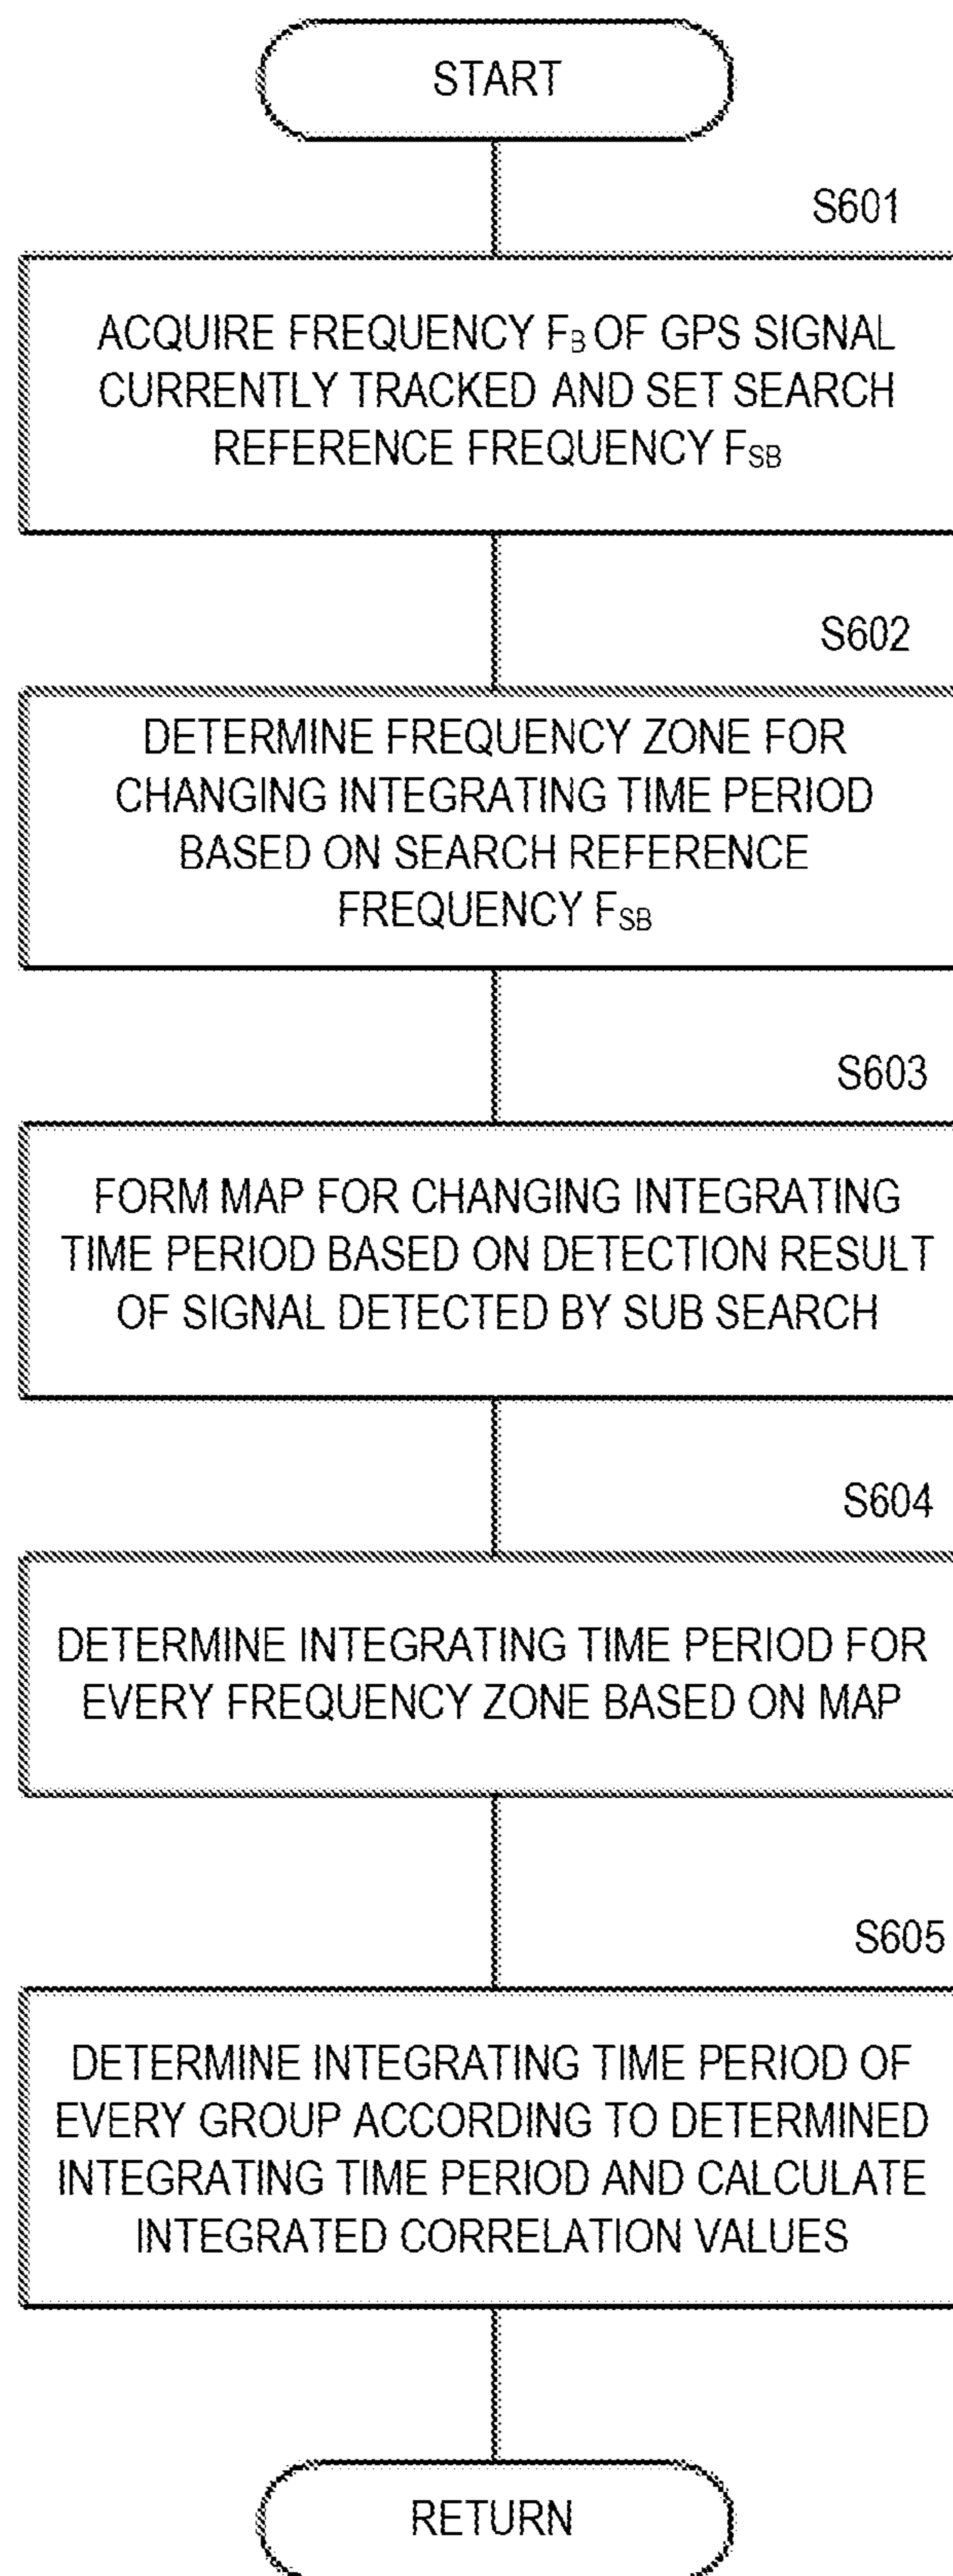 START
S601
ACQUIRE FREQUENCY FB OF GPS SIGNAL
CURRENTLY TRACKED AND SET SEARCH
REFERENCE FREQUENCY FSB
S602
DETERMINE FREQUENCY ZONE FOR
CHANGING INTEGRATING TIME PERIOD
BASED ON SEARCH REFERENCE
FREQUENCY FSB
S603
FORM MAP FOR CHANGING INTEGRATING
TIME PERIOD BASED ON DETECTION RESULT
OF SIGNAL DETECTED BY SUB SEARCH
S604
DETERMINE INTEGRATING TIME PERIOD FOR
EVERY FREQUENCY ZONE BASED ON MAP
S605
DETERMINE INTEGRATING TIME PERIOD OF
EVERY GROUP ACCORDING TO DETERMINED
INTEGRATING TIME PERIOD AND CALCULATE
INTEGRATED CORRELATION VALUES
RETURN